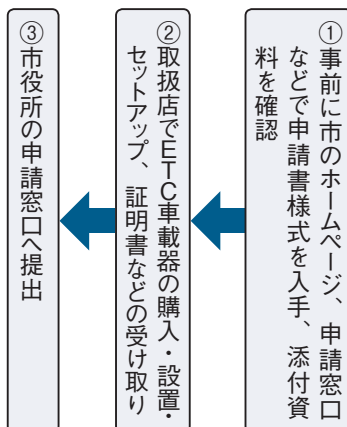 ①事前に市のホームページ、申請窓口
などで申請書様式を入手、添付資
料を確認
②取扱店でETC車載器の購入・設置・
セットアップ、証明書などの受け取り
③市役所の申請窓口へ提出